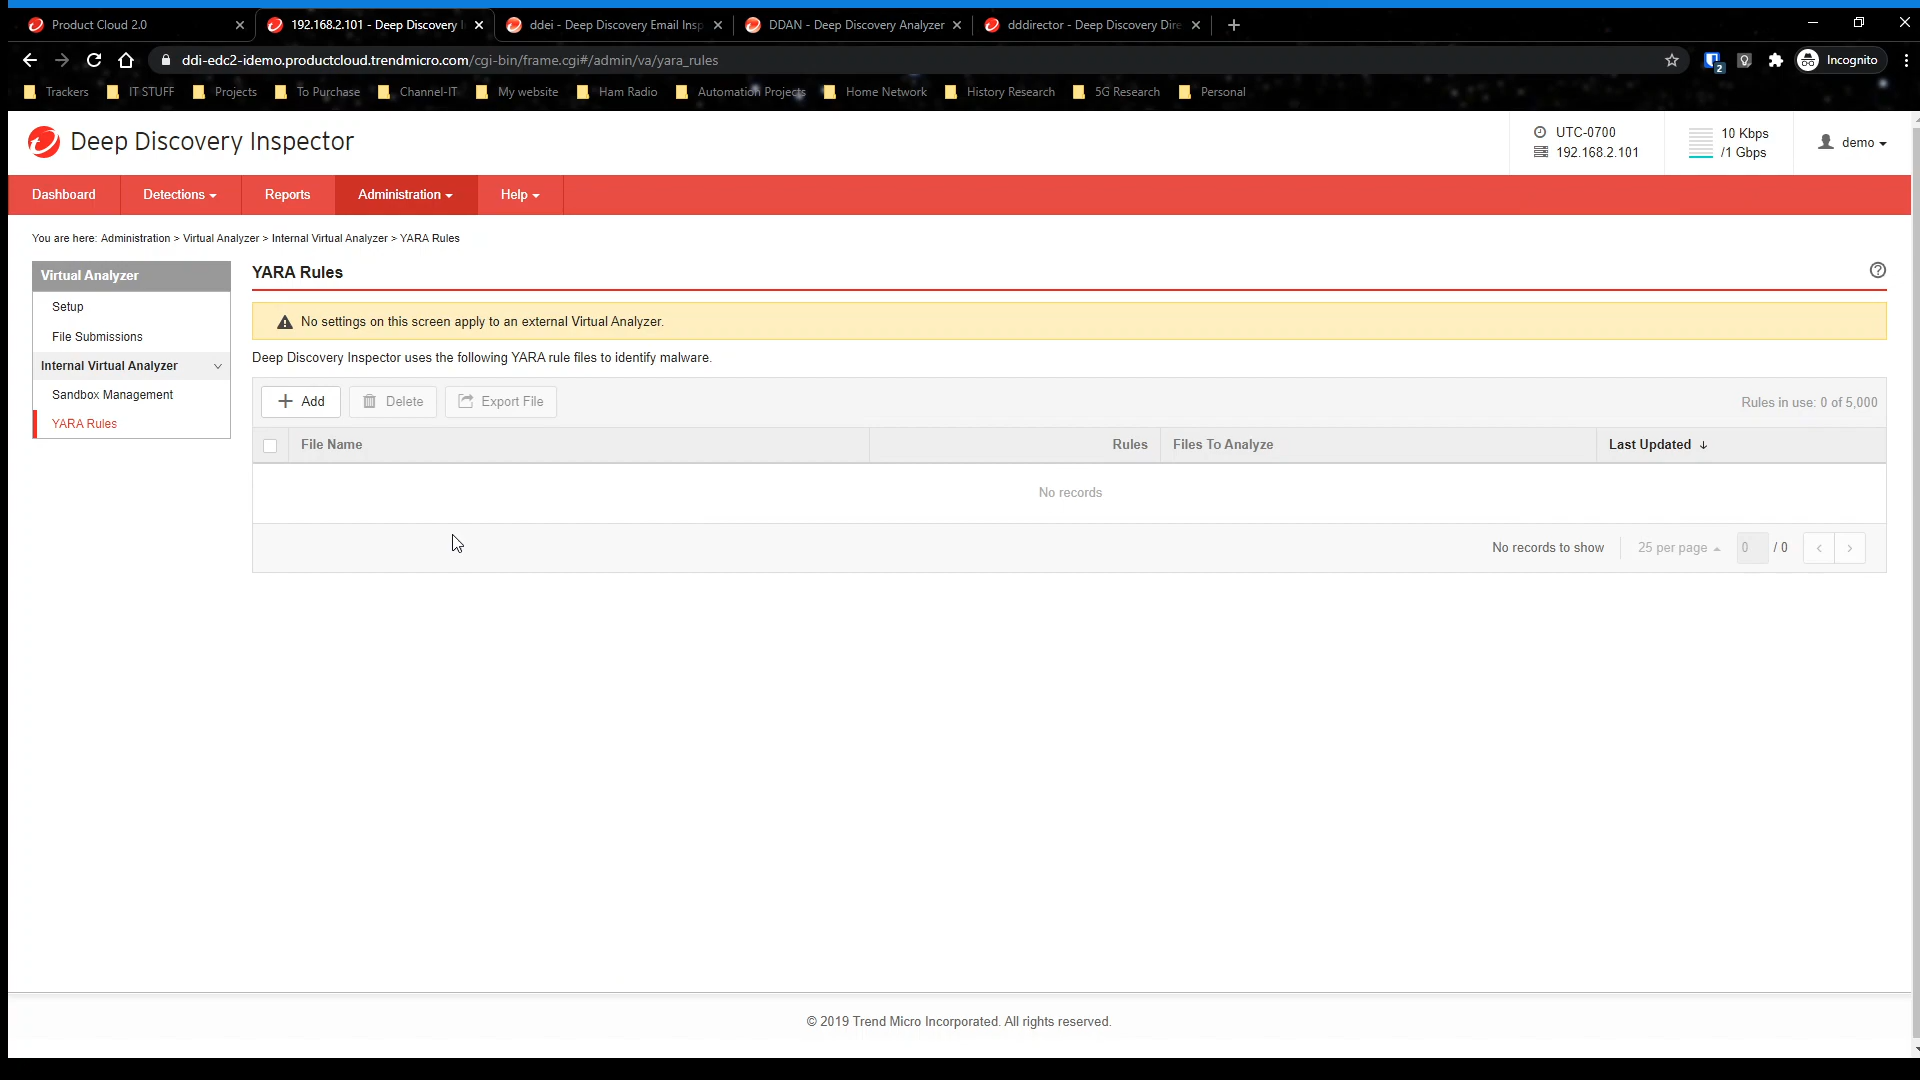 Product Cloud 2.0
192.168.2.101 - Deep Discovery I
ddei - Deep Discovery Email Insp
DDAN - Deep Discovery Analyzer
dddirector - Deep Discovery Dire
ddi-edc2-idemo.productcloud.trendmicro.com/cgi-bin/frame.cgi#/admin/va/yara_rules
2
Incognito
Trackers
IT STUFF
Projects
To Purchase
Channel-IT
My website
Ham Radio
Automation Projects
Home Network
History Research
5G Research
Personal
Deep Discovery Inspector
UTC-0700
192.168.2.101
10 Kbps
/1 Gbps
demo
Dashboard
Detections
Reports
Administration
Help
You are here: Administration > Virtual Analyzer > Internal Virtual Analyzer > YARA Rules
Virtual Analyzer
Setup
File Submissions
Internal Virtual Analyzer
Sandbox Management
YARA Rules
YARA Rules
No settings on this screen apply to an external Virtual Analyzer.
Deep Discovery Inspector uses the following YARA rule files to identify malware.
Add
Delete
Export File
Rules in use: 0 of 5,000
File Name
Rules
Files To Analyze
Last Updated
No records
No records to show
25 per page
0
/ 0
© 2019 Trend Micro Incorporated. All rights reserved.